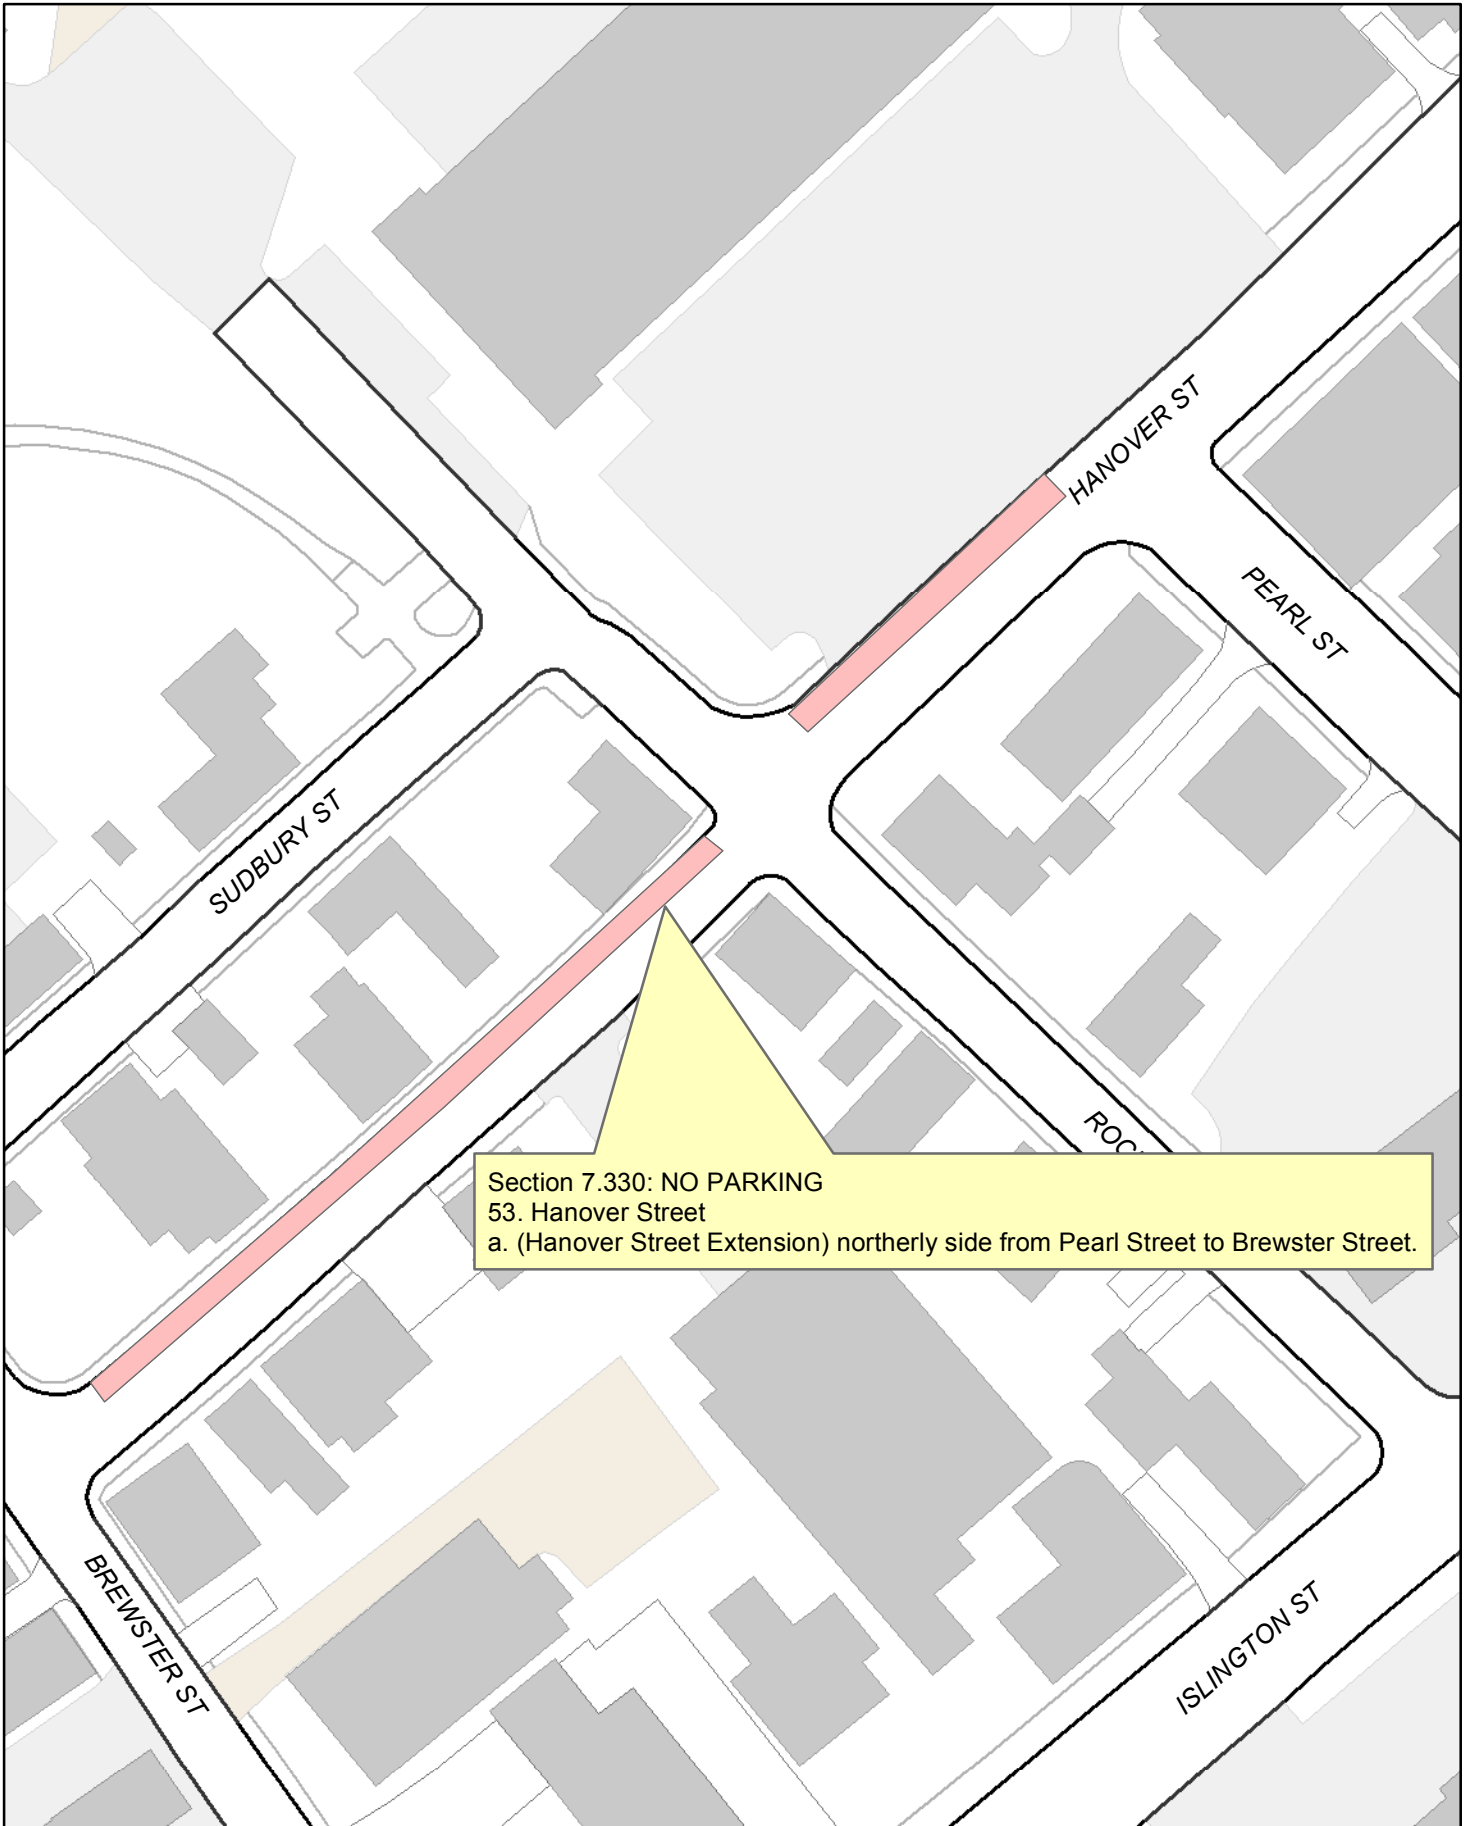 HANOVER ST
PEARL ST
SUDBURY ST
Section 7.330: NO PARKING
53. Hanover Street
a. (Hanover Street Extension) northerly side from Pearl Street to Brewster Street.
BREWSTER ST
ISLINGTON ST